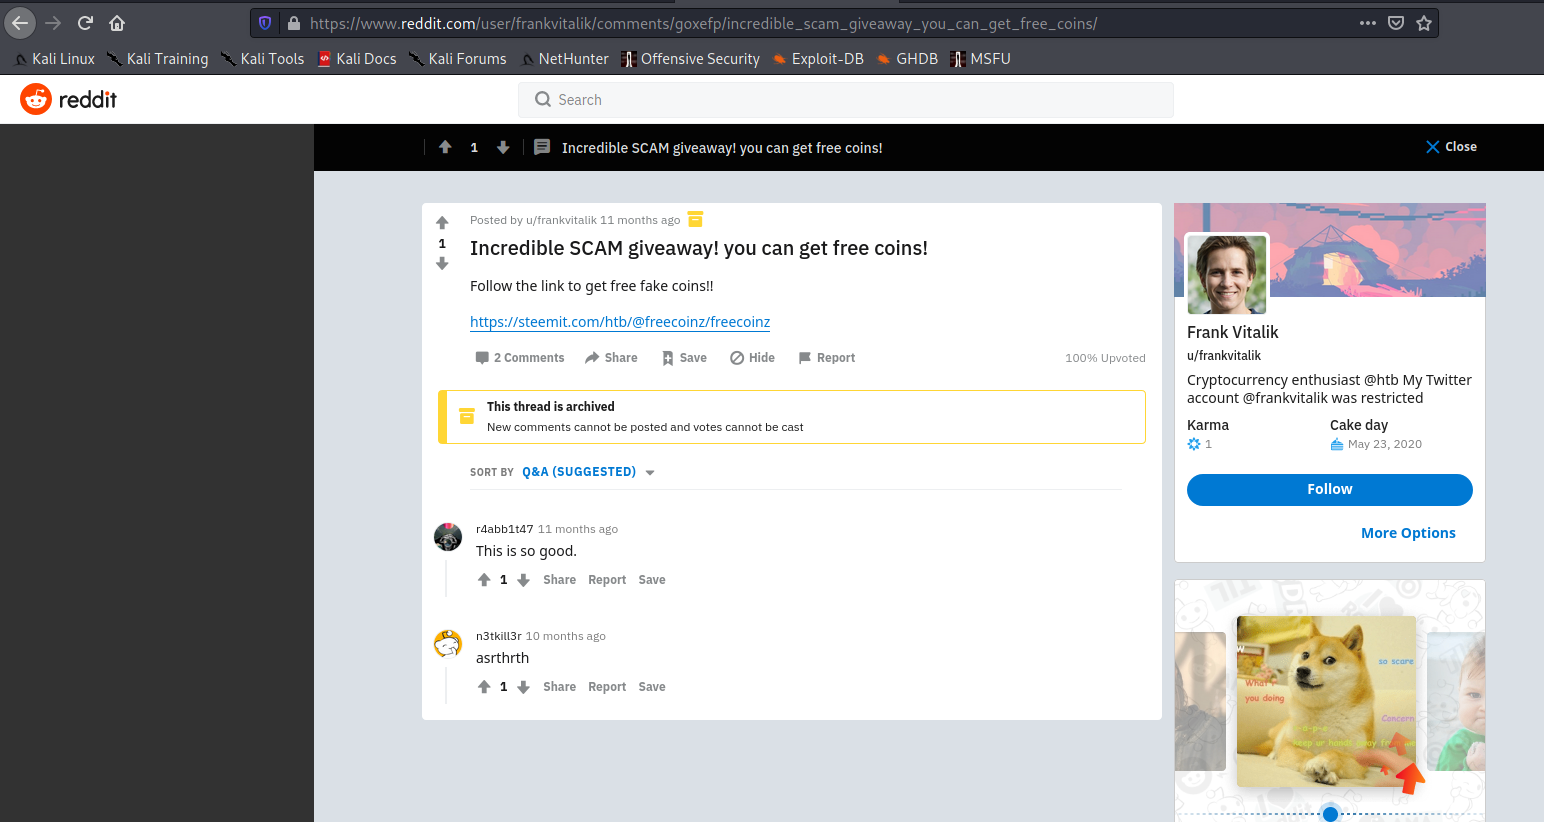 https://www.reddit.com/user/frankvitalik/comments/goxefp/incredible_scam_giveaway_you_can_get_free_coins/
Kali Linux Kali Training Kali Tools Kali Docs Kali Forums NetHunter Offensive Security Exploit-DB GHDB MSFU
reddit Search
1 Incredible SCAM giveaway! you can get free coins! Close
Posted by u/frankvitalik 11 months ago
1
Incredible SCAM giveaway! you can get free coins!
Follow the link to get free fake coins!!
https://steemit.com/htb/@freecoinz/freecoinz
2 Comments Share Save Hide Report 100% Upvoted
This thread is archived
New comments cannot be posted and votes cannot be cast
SORT BY Q&A (SUGGESTED)
r4abb1t47 11 months ago
This is so good.
1 Share Report Save
n3tkill3r 10 months ago
asrthrth
1 Share Report Save
Frank Vitalik
u/frankvitalik
Cryptocurrency enthusiast @htb My Twitter
account @frankvitalik was restricted
Karma Cake day
1 May 23, 2020
Follow
More Options
so scare
What
you doing
Concern
keep ur hands away